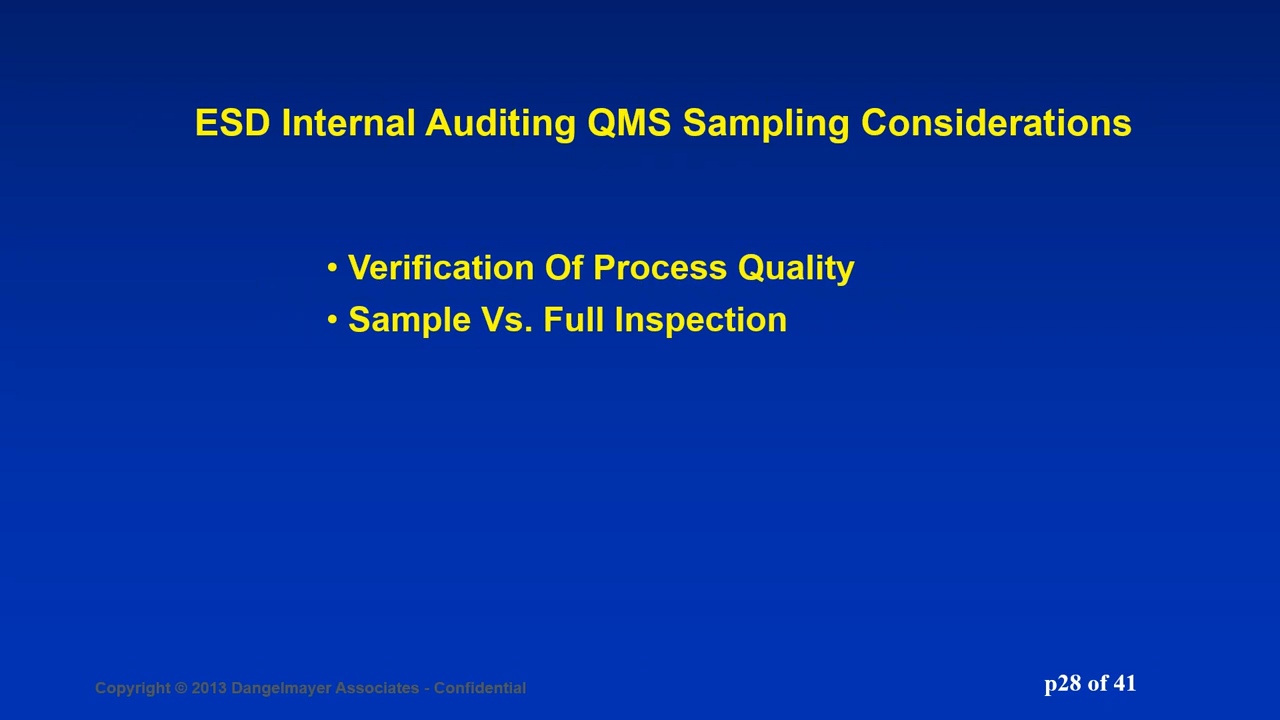 ESD Internal Auditing QMS Sampling Considerations
• Verification Of Process Quality
• Sample Vs. Full Inspection
Copyright © 2013 Dangelmayer Associates - Confidential
p28 of 41